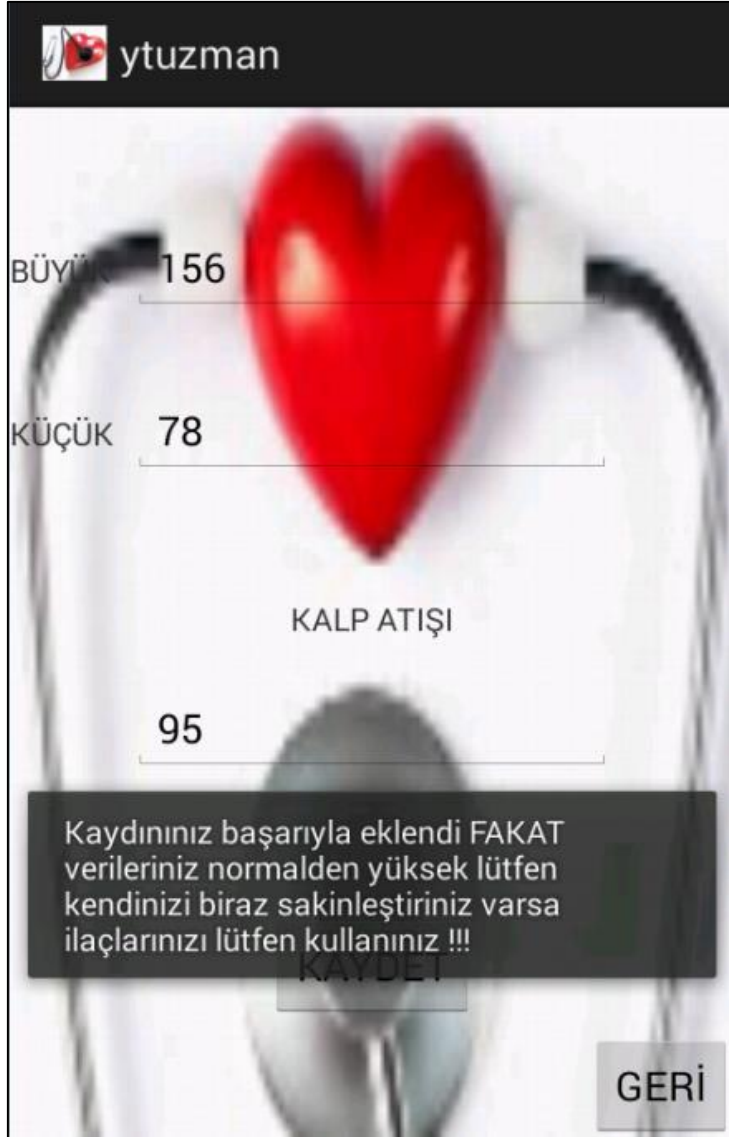 ytuzman
BÜYÜK 156
KÜÇÜK 78
KALP ATIŞI
95
Kaydınınız başarıyla eklendi FAKAT
verileriniz normalden yüksek lütfen
kendinizi biraz sakinleştiriniz varsa
ilaçlarınızı lütfen kullanınız !!!
KAYDET
GERİ